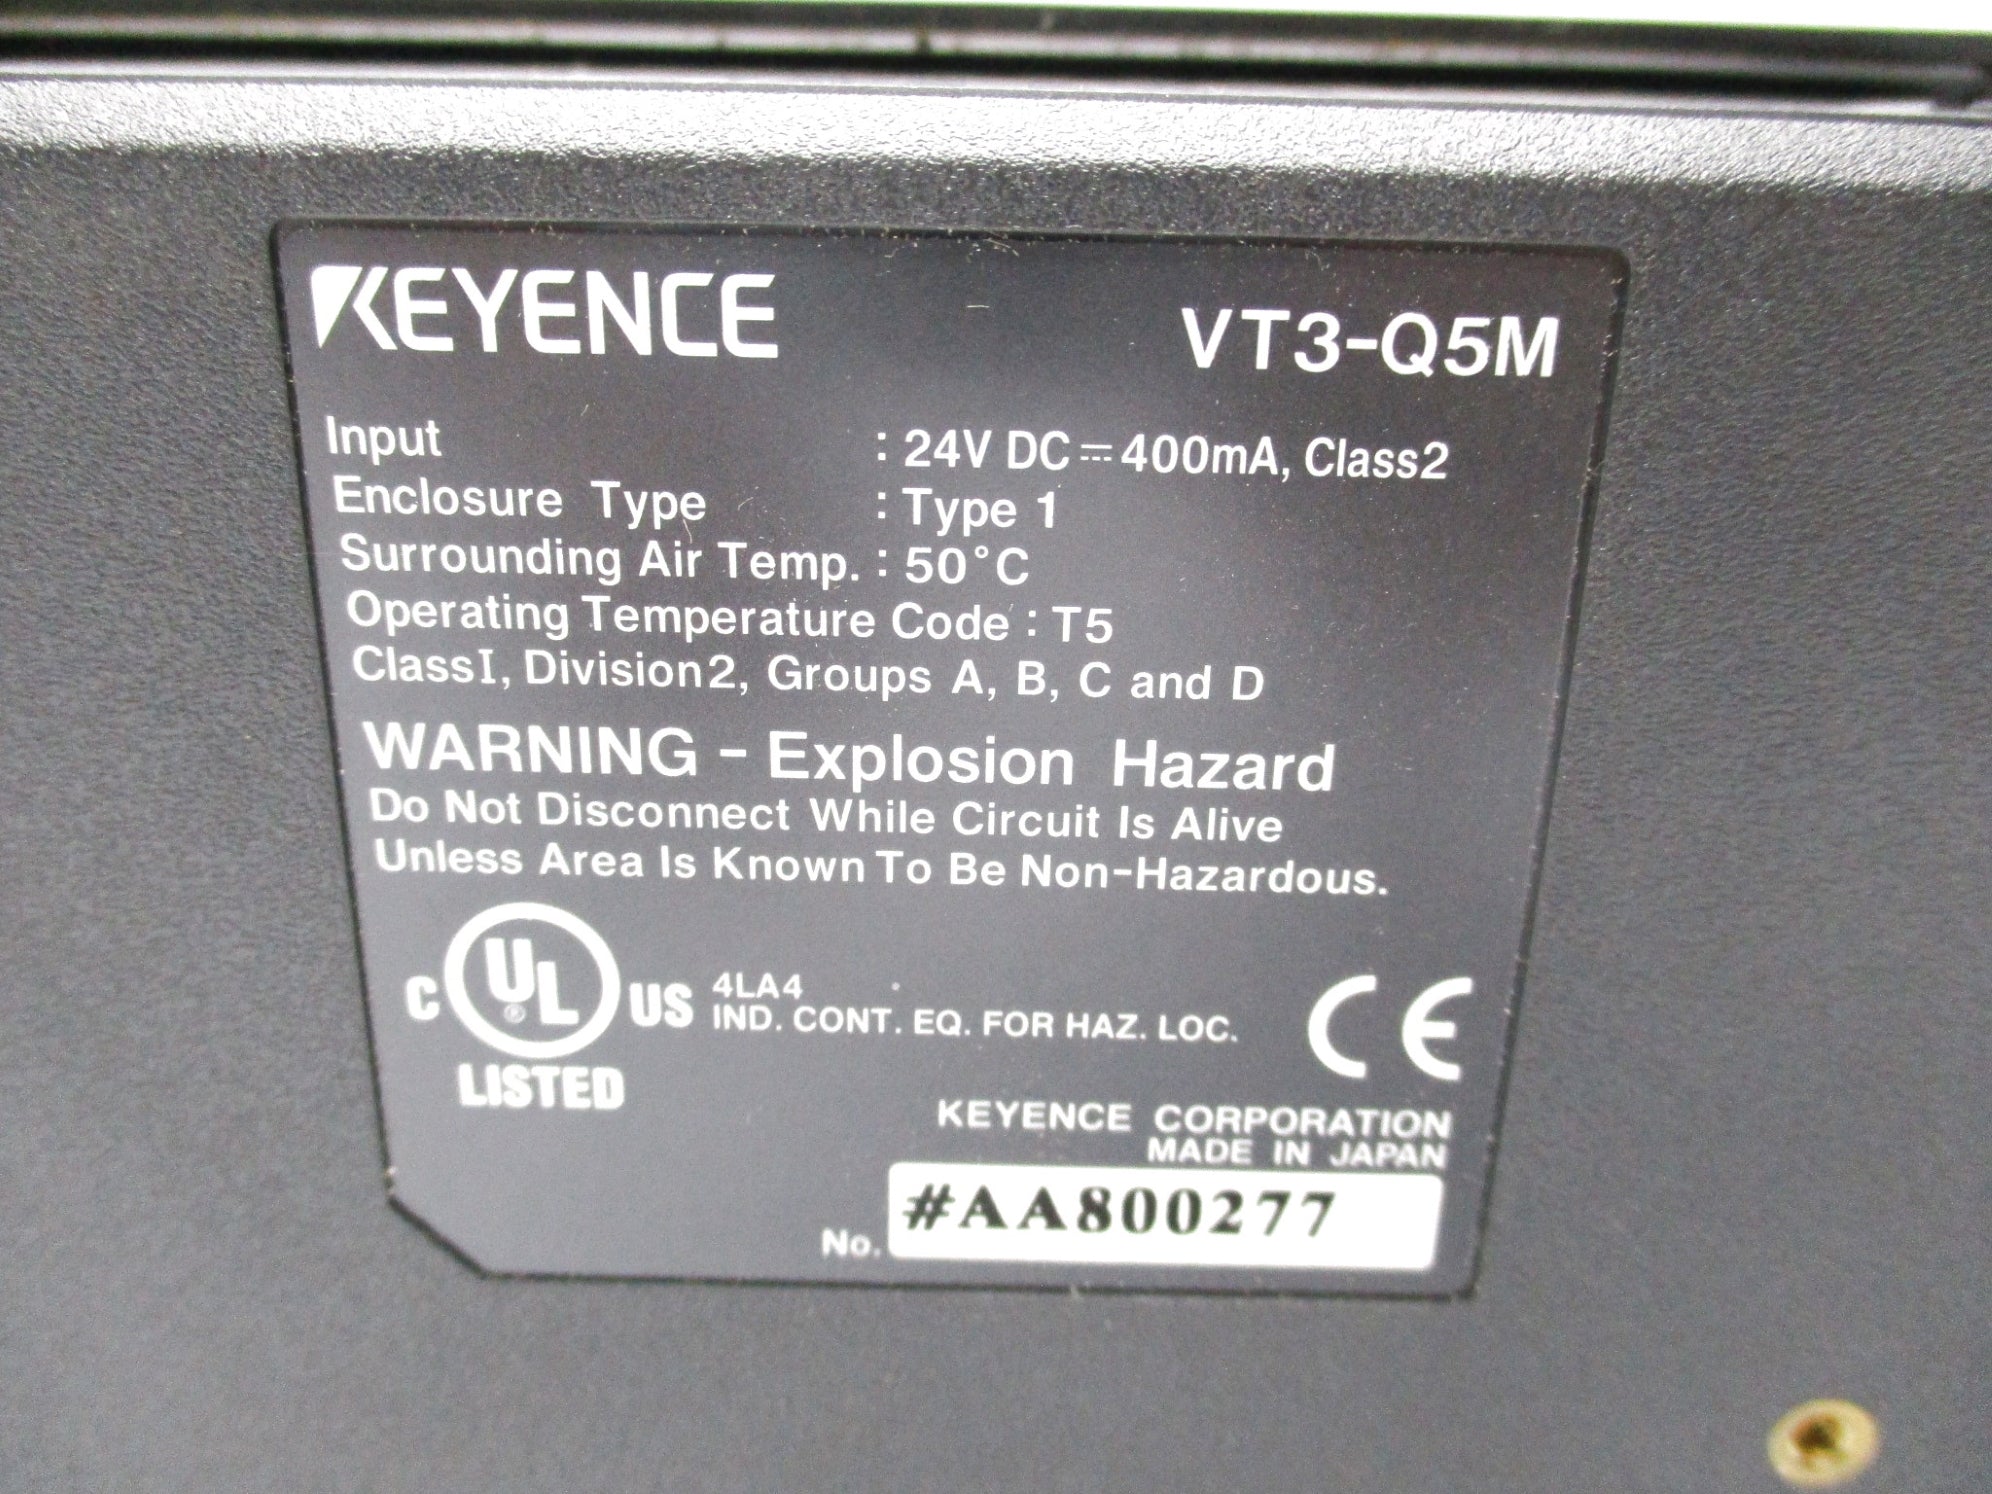 KEYENCE VT3-Q5M
Input : 24V DC⎓400mA, Class2
Enclosure Type : Type 1
Surrounding Air Temp. : 50°C
Operating Temperature Code : T5
ClassI, Division2, Groups A, B, C and D
WARNING - Explosion Hazard
Do Not Disconnect While Circuit Is Alive
Unless Area Is Known To Be Non-Hazardous.
C UL® US
LISTED
4LA4
IND. CONT. EQ. FOR HAZ. LOC.
CE
KEYENCE CORPORATION
MADE IN JAPAN
No. #AA800277